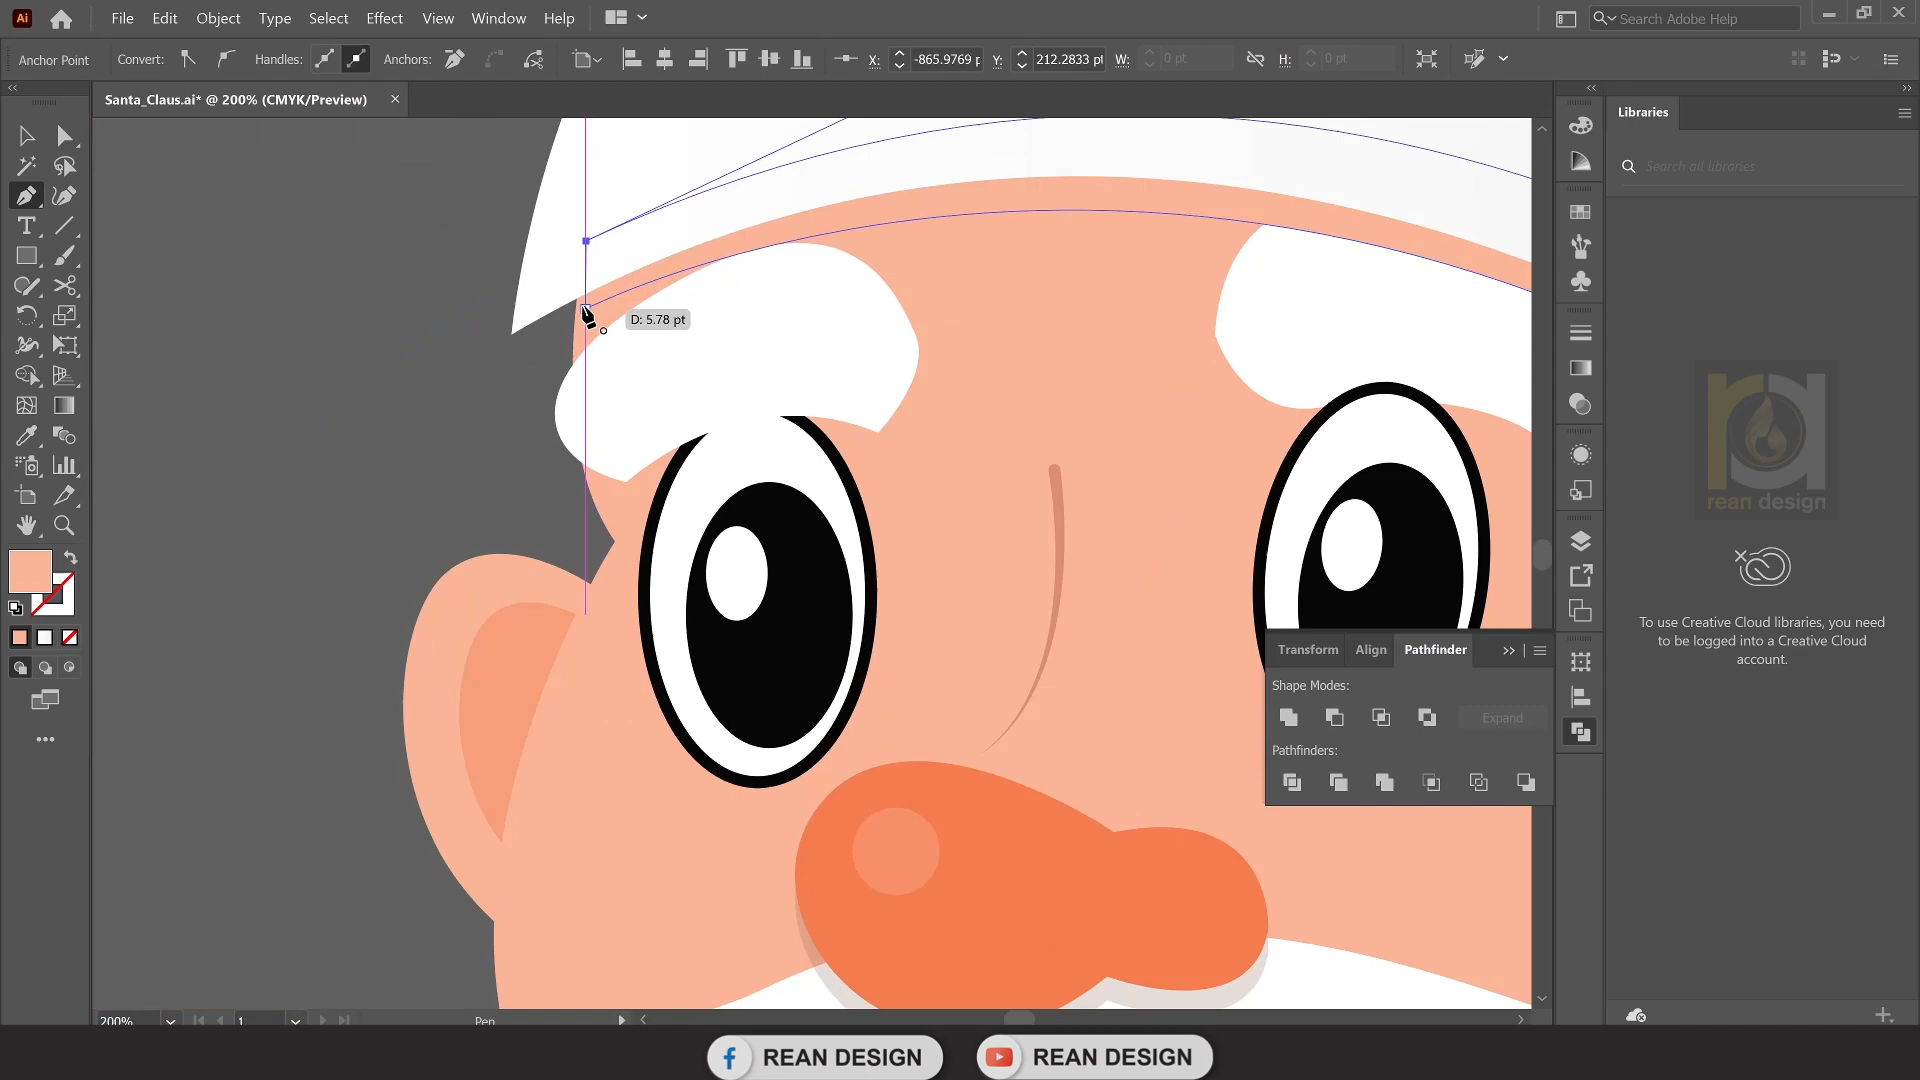 Ai File Edit Object Type Select Effect View Window Help Search Adobe Help
Anchor Point Convert: Handles: Anchors: X: -865.9769 p Y: 212.2833 pt W: 0 pt H: 0 pt
Santa_Claus.ai* @ 200% (CMYK/Preview)
Libraries
Search all libraries
D: 5.78 pt
rean design
To use Creative Cloud libraries, you need
to be logged into a Creative Cloud
account.
Transform Align Pathfinder
Shape Modes:
Expand
Pathfinders:
200% 1 Pen
REAN DESIGN REAN DESIGN